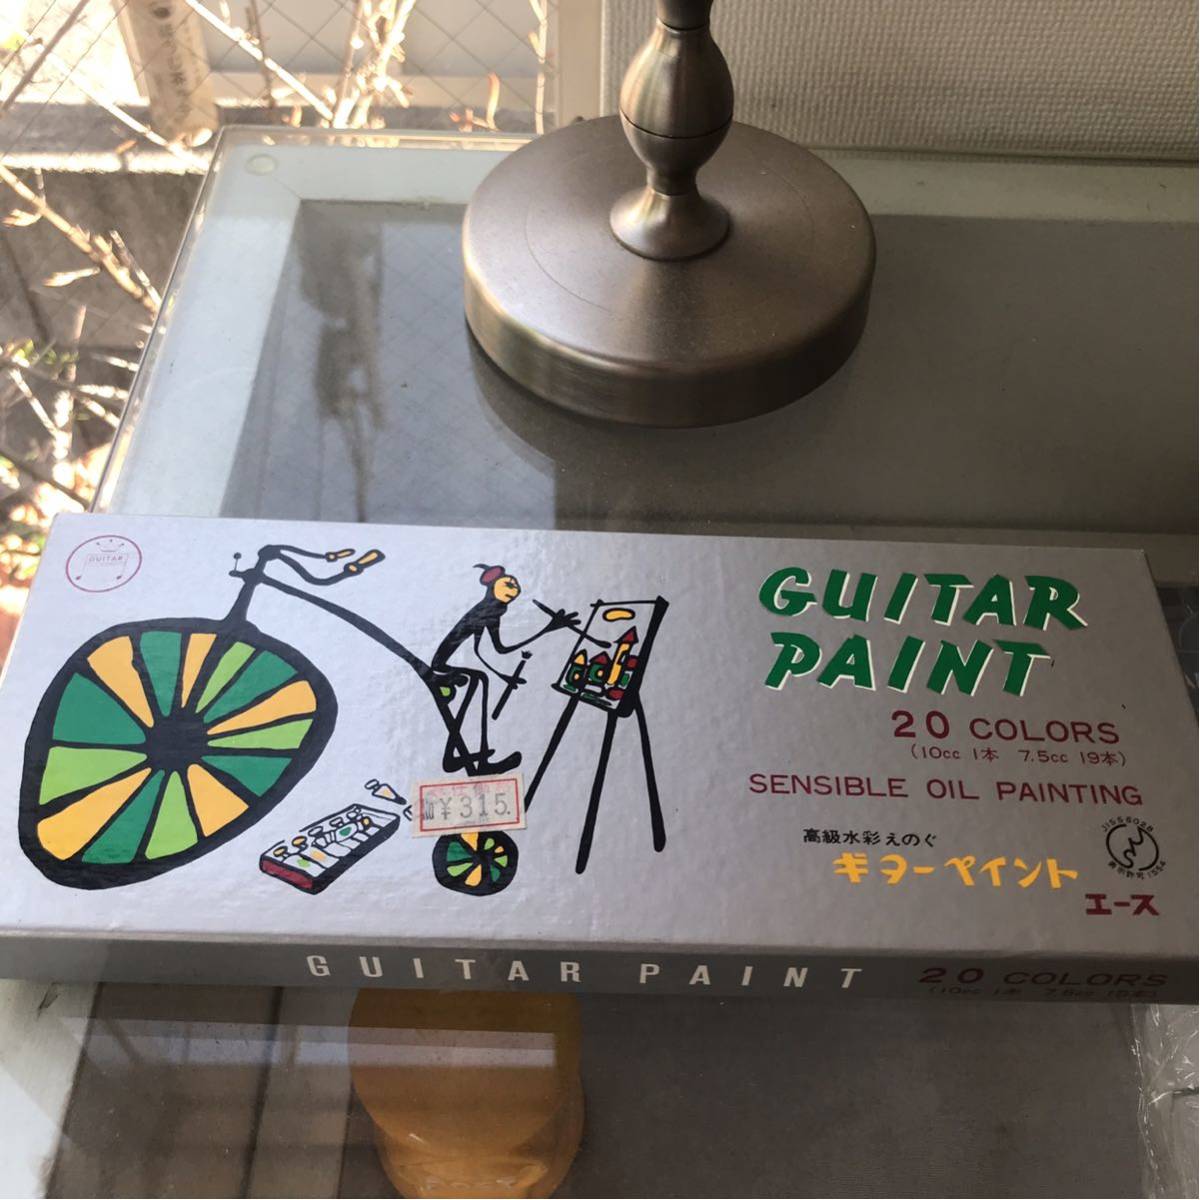 GUITAR
GUITAR
PAINT
20 COLORS
(10cc 1本 7.5cc 19本)
SENSIBLE OIL PAINTING
高級水彩えのぐ
ギターペイント
エース
¥315.
GUITAR PAINT
20 COLORS